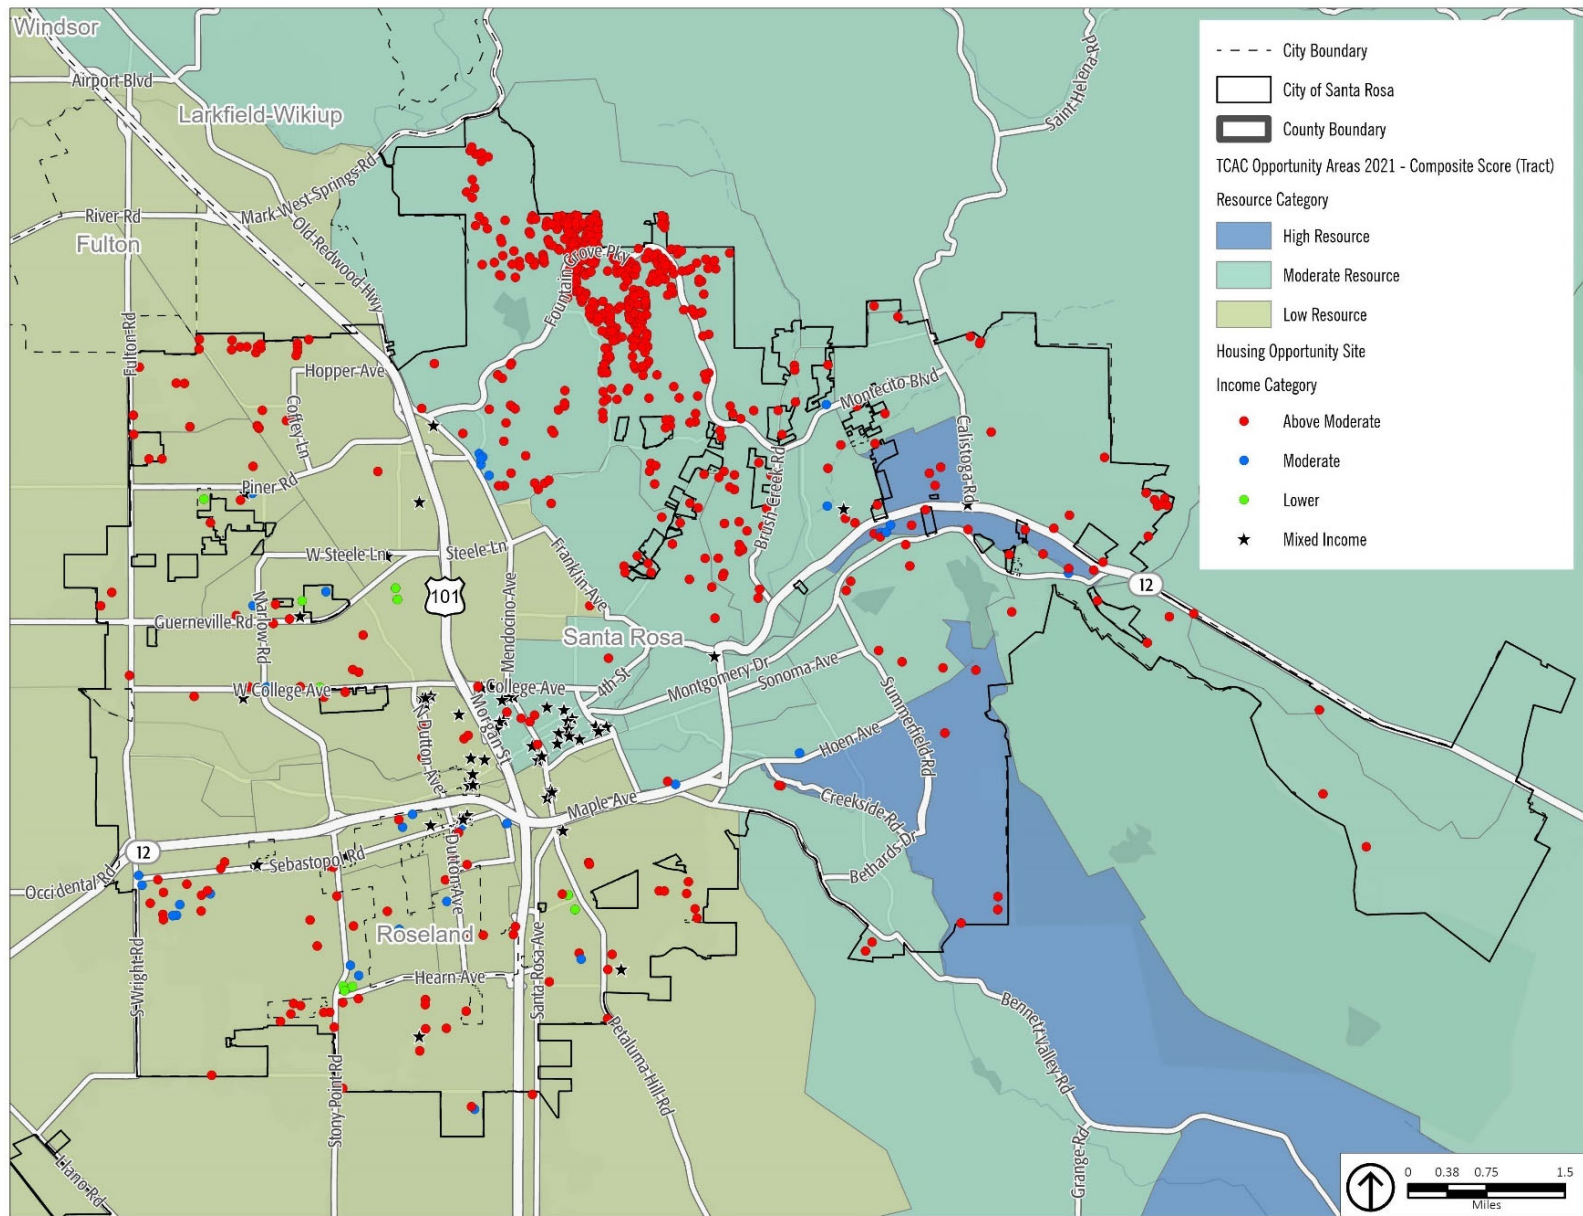 Windsor
Airport Blvd
Larkfield-Wikiup
Mark West Springs Rd
River Rd
Fulton
Old Redwood Hwy
Saint Helena Rd
Fountain Grove Pky
Fulton Rd
Hopper Ave
Coffey Ln
Montecito Blvd
Calistoga Rd
Brush Creek Rd
Piner Rd
W Steele Ln
Steele Ln
Franklin Ave
101
Mendocino Ave
Marlow Rd
Guerneville Rd
Santa Rosa
12
W College Ave
College Ave
4th St
Montgomery Dr
Sonoma Ave
Summerfield Rd
N Dutton Ave
Morgan St
Hoen Ave
Maple Ave
Creekside Rd
Bethards Dr
12
Sebastopol Rd
Occidental Rd
Dutton Ave
Roseland
Hearn Ave
S Wright Rd
Santa Rosa Ave
Stony Point Rd
Petaluma Hill Rd
Bennett Valley Rd
Grange Rd
Llano Rd
City Boundary
City of Santa Rosa
County Boundary
TCAC Opportunity Areas 2021 - Composite Score (Tract)
Resource Category
High Resource
Moderate Resource
Low Resource
Housing Opportunity Site
Income Category
Above Moderate
Moderate
Lower
Mixed Income
0 0.38 0.75 1.5
Miles